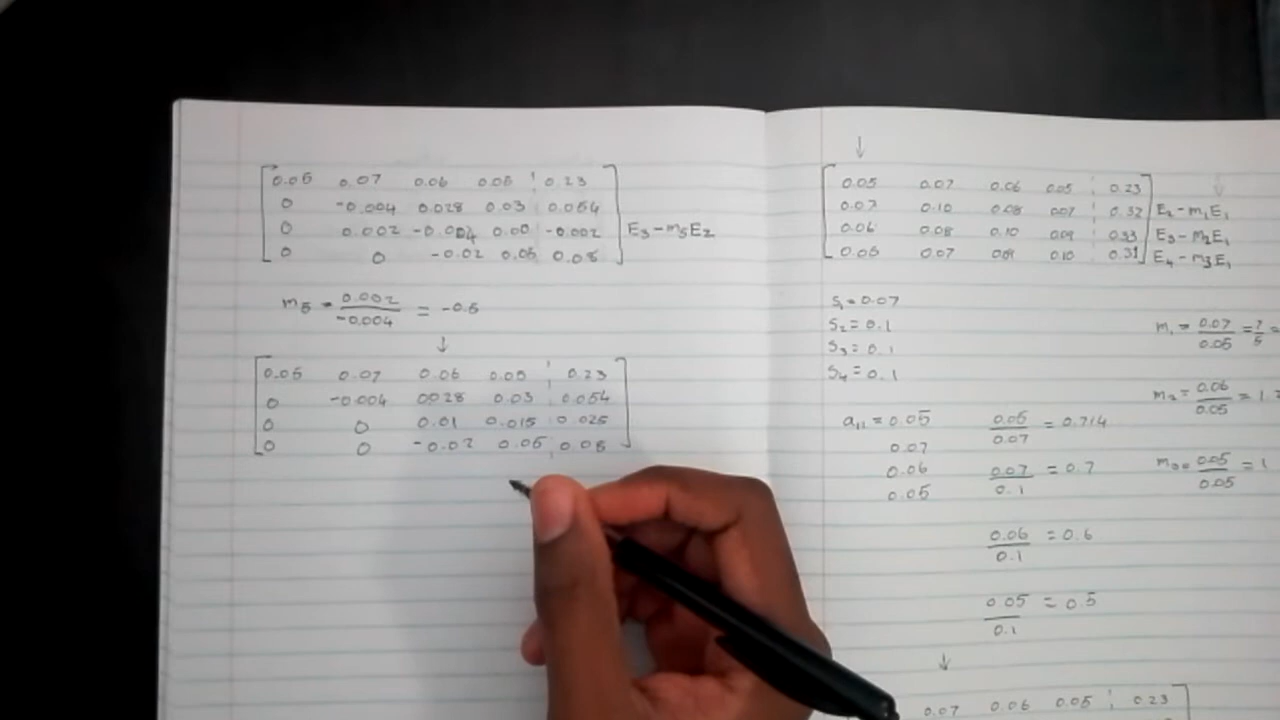 0.05 0.07 0.06 0.05 0.23
0 -0.004 0.028 0.03 0.054
0 0.002 -0.004 0.00 -0.002 E₃-m₅E₂
0 0 -0.02 0.05 0.08
m₅ = 0.002 / -0.004 = -0.5
↓
0.05 0.07 0.06 0.05 0.23
0 -0.004 0.028 0.03 0.054
0 0 0.01 0.015 0.025
0 0 -0.02 0.05 0.08
↓
0.05 0.07 0.06 0.05 0.23
0.07 0.10 0.08 0.07 0.32 E₂-m₁E₁
0.06 0.08 0.10 0.09 0.33 E₃-m₂E₁
0.05 0.07 0.09 0.10 0.31 E₄-m₃E₁
S₁ = 0.07
S₂ = 0.1
S₃ = 0.1
S₄ = 0.1
m₁ = 0.07 / 0.05 = 7/5 =
m₂ = 0.06 / 0.05 = 1.2
0.05 / 0.05 = 1
a₁₁ = 0.05
0.07
0.06
0.05
0.05 / 0.07 = 0.714
0.07 / 0.1 = 0.7
0.06 / 0.1 = 0.6
0.05 / 0.1 = 0.5
↓
0.07 0.06 0.05 0.23